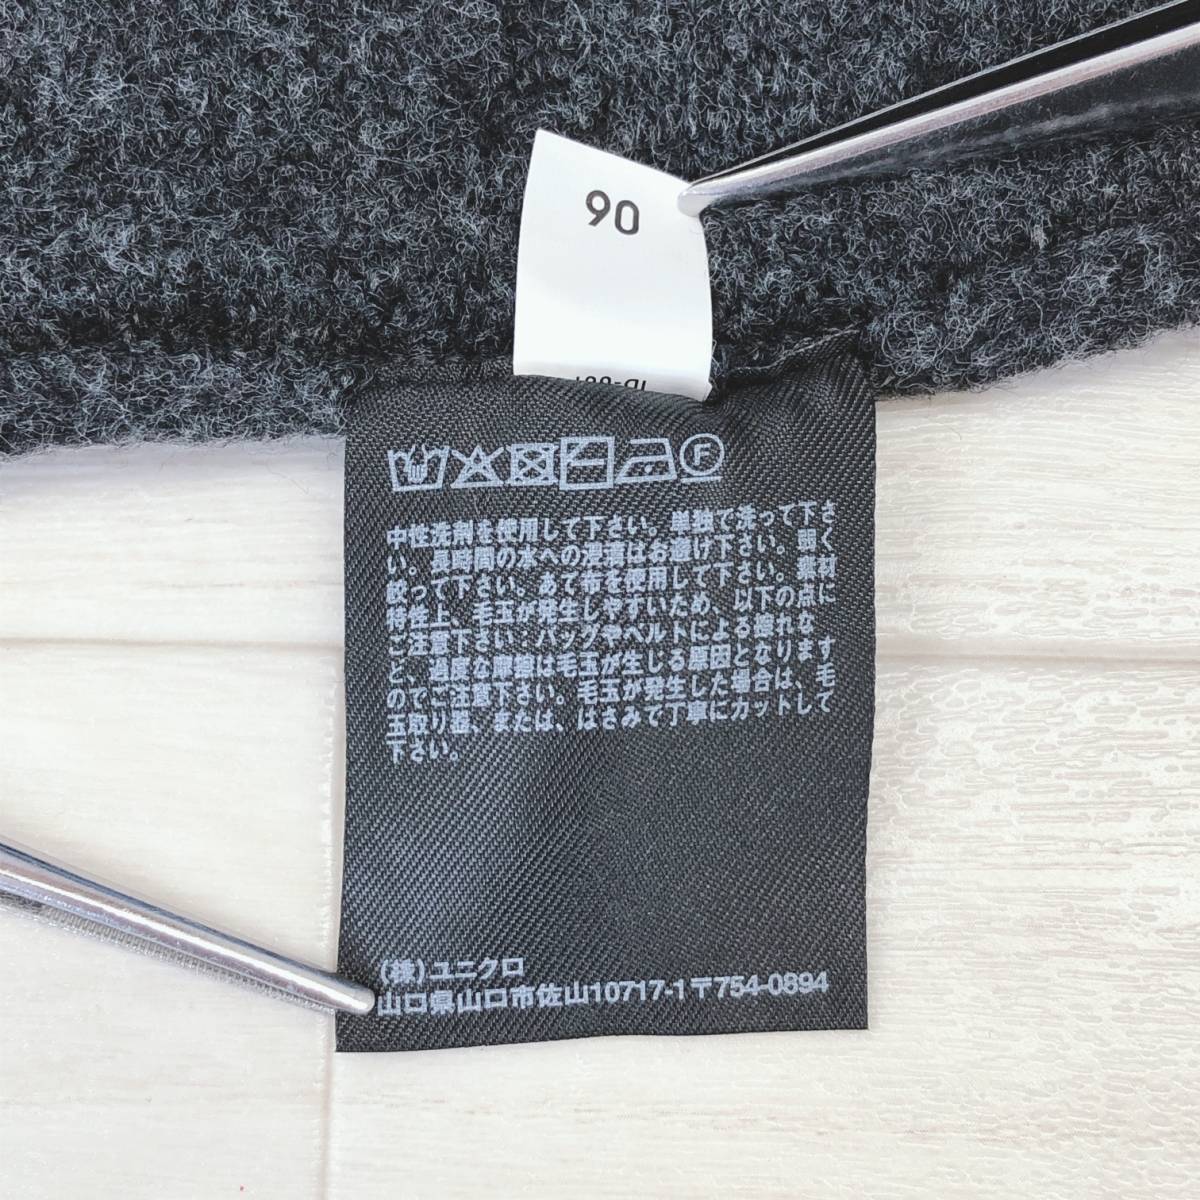 90
F
中性洗剤を使用して下さい。単独で洗って下さ
い。長時間の水への浸漬はお避け下さい。弱く
絞って下さい。あて布を使用して下さい。素材
特性上、毛玉が発生しやすいため、以下の点に
ご注意下さい：バッグやベルトによる擦れな
ど、過度な摩擦は毛玉が生じる原因となります
のでご注意下さい。毛玉が発生した場合は、毛
玉取り器、または、はさみで丁寧にカットして
下さい。
(株)ユニクロ
山口県山口市佐山10717-1〒754-0894